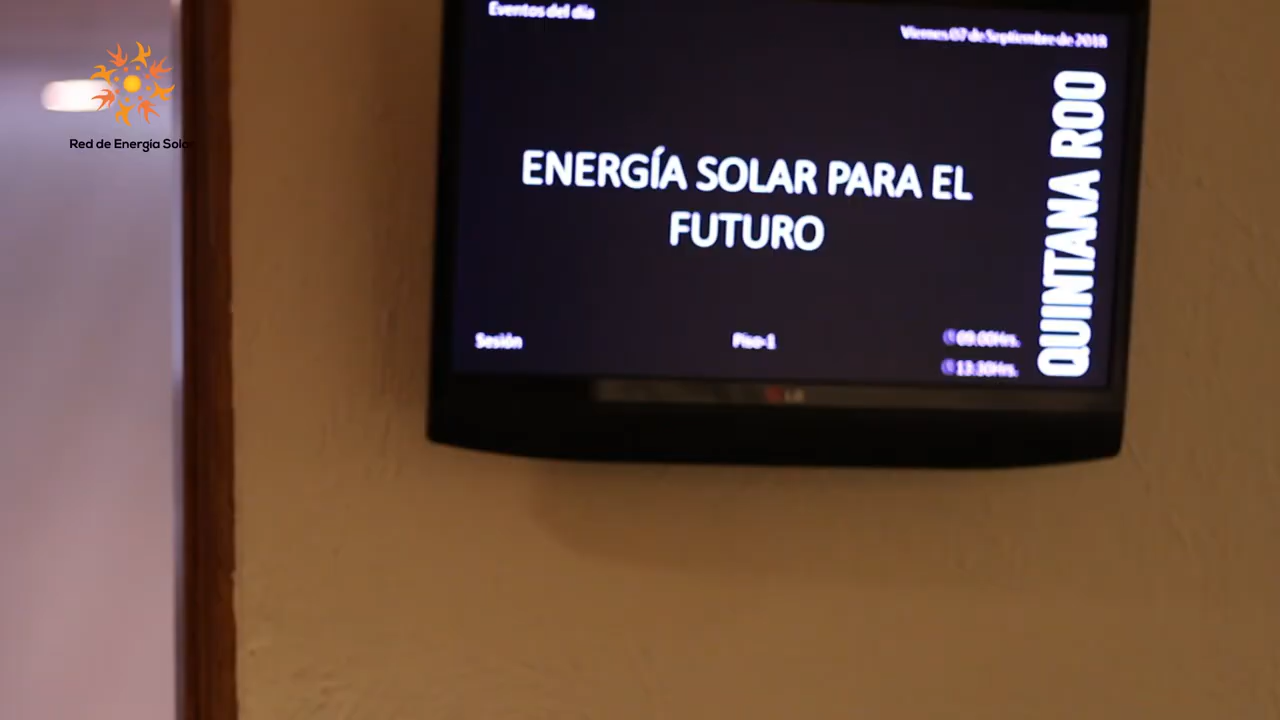 Eventos del día
Viernes 07 de Septiembre de 2018
Red de Energía Solar
ENERGÍA SOLAR PARA EL
FUTURO
QUINTANA ROO
Sesión
Piso-1
09:00Hrs.
13:30Hrs.
LG